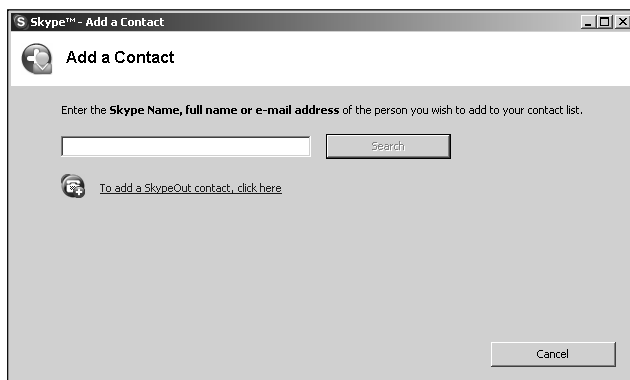 Skype™ - Add a Contact
Add a Contact
Enter the Skype Name, full name or e-mail address of the person you wish to add to your contact list.
Search
To add a SkypeOut contact, click here
Cancel